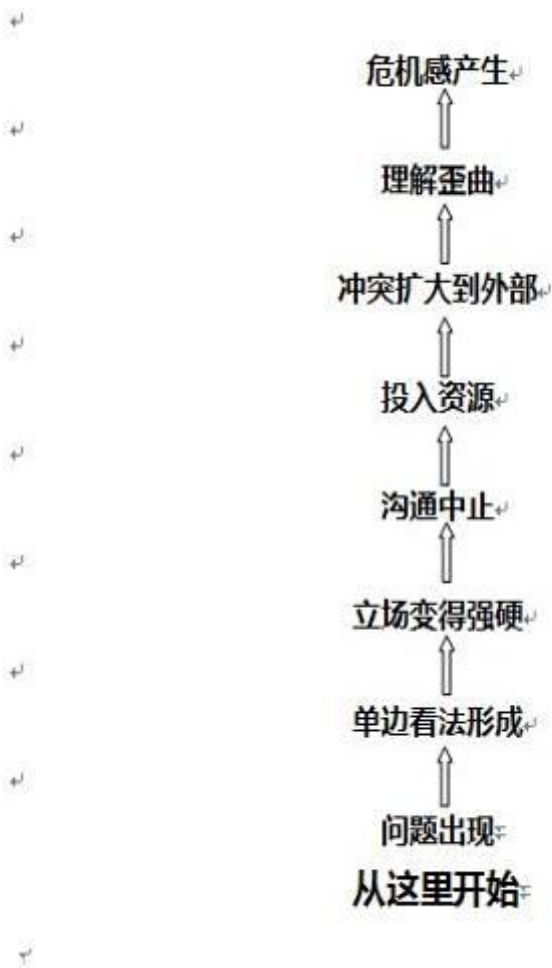 危机感产生
理解歪曲
冲突扩大到外部
投入资源
沟通中止
立场变得强硬
单边看法形成
问题出现
从这里开始